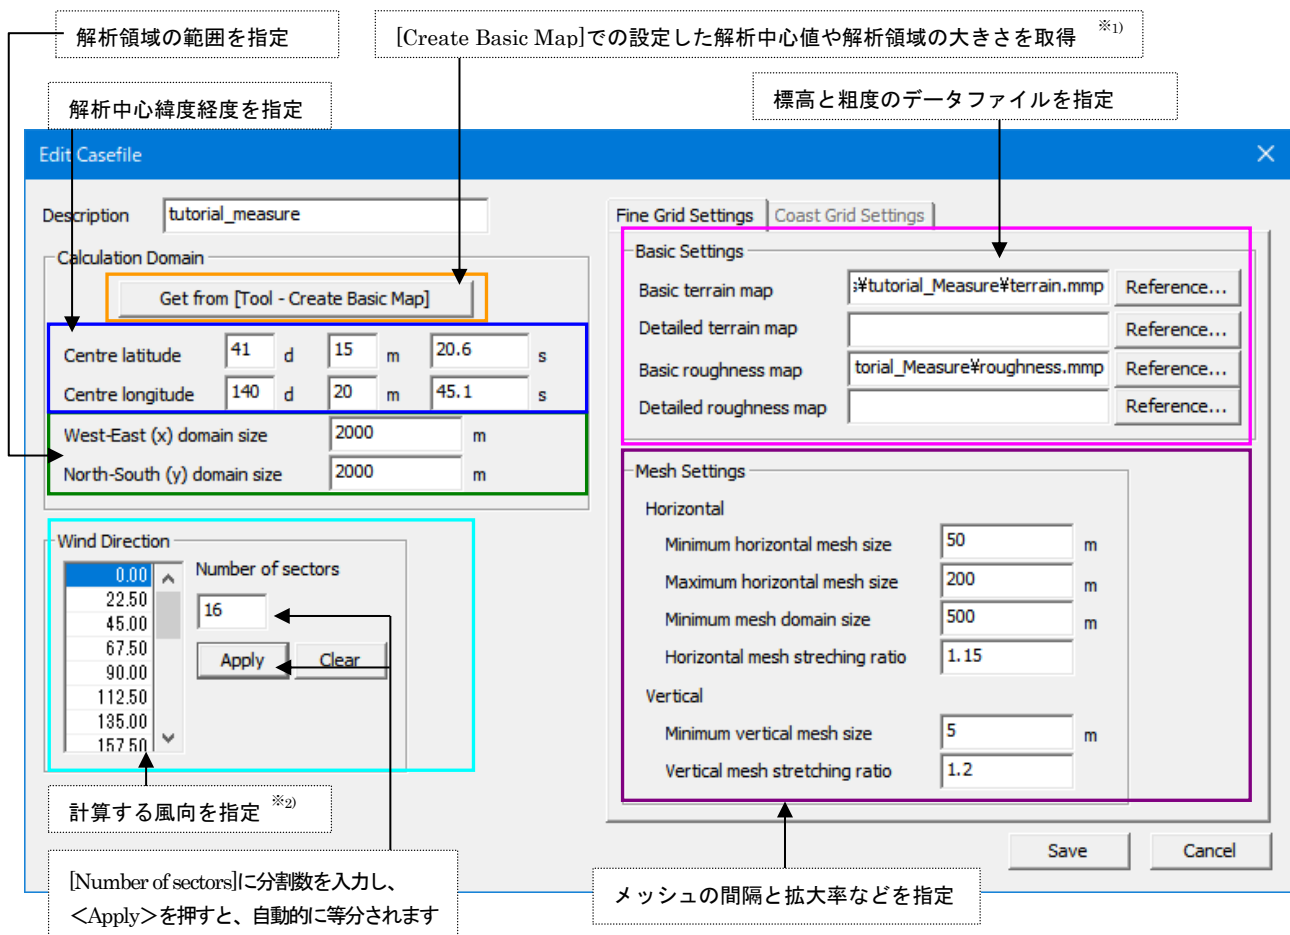 解析領域の範囲を指定
[Create Basic Map]での設定した解析中心値や解析領域の大きさを取得 ※1)
解析中心緯度経度を指定
標高と粗度のデータファイルを指定
Edit Casefile
Description tutorial_measure
Calculation Domain
Get from [Tool - Create Basic Map]
Centre latitude 41 d 15 m 20.6 s
Centre longitude 140 d 20 m 45.1 s
West-East (x) domain size 2000 m
North-South (y) domain size 2000 m
Wind Direction
0.00
22.50
45.00
67.50
90.00
112.50
135.00
157.50
Number of sectors
16
Apply Clear
計算する風向を指定 ※2)
[Number of sectors]に分割数を入力し、
＜Apply＞を押すと、自動的に等分されます
Fine Grid Settings Coast Grid Settings
Basic Settings
Basic terrain map s¥tutorial_Measure¥terrain.mmp Reference...
Detailed terrain map Reference...
Basic roughness map torial_Measure¥roughness.mmp Reference...
Detailed roughness map Reference...
Mesh Settings
Horizontal
Minimum horizontal mesh size 50 m
Maximum horizontal mesh size 200 m
Minimum mesh domain size 500 m
Horizontal mesh streching ratio 1.15
Vertical
Minimum vertical mesh size 5 m
Vertical mesh stretching ratio 1.2
Save Cancel
メッシュの間隔と拡大率などを指定